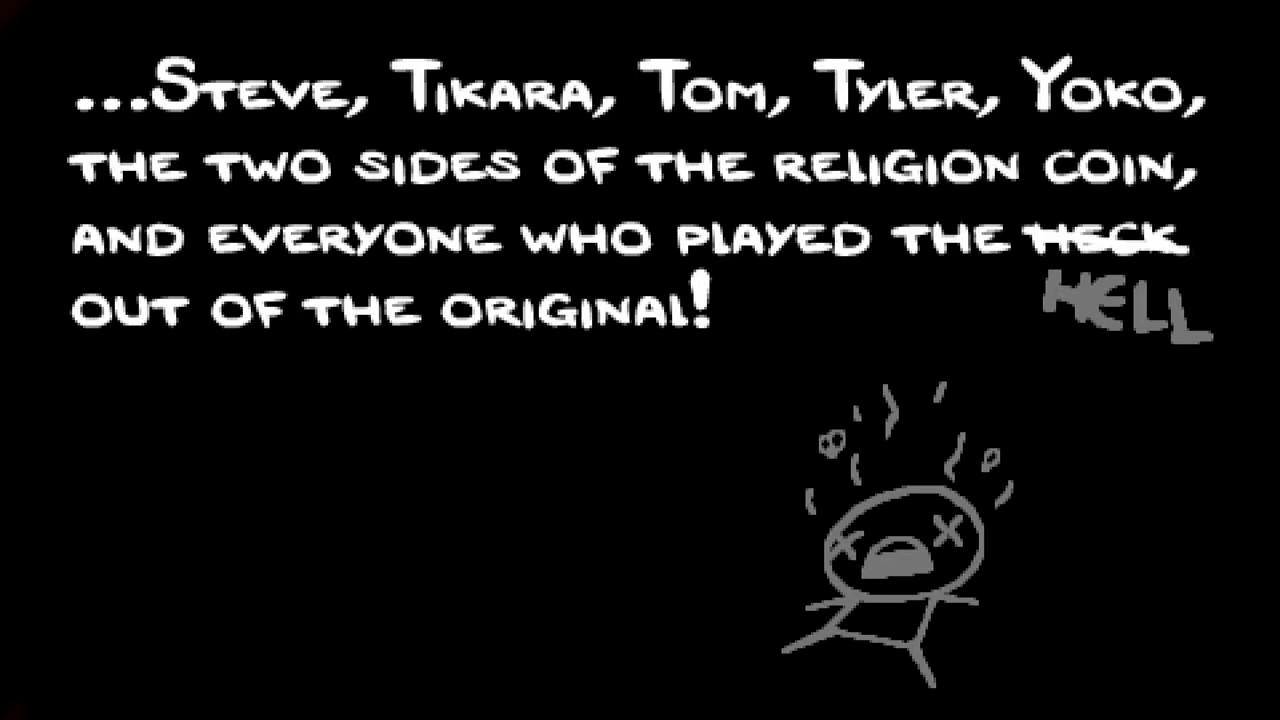 ...Steve, Tikara, Tom, Tyler, Yoko,
the two sides of the religion coin,
and everyone who played the heck
HELL
out of the original!